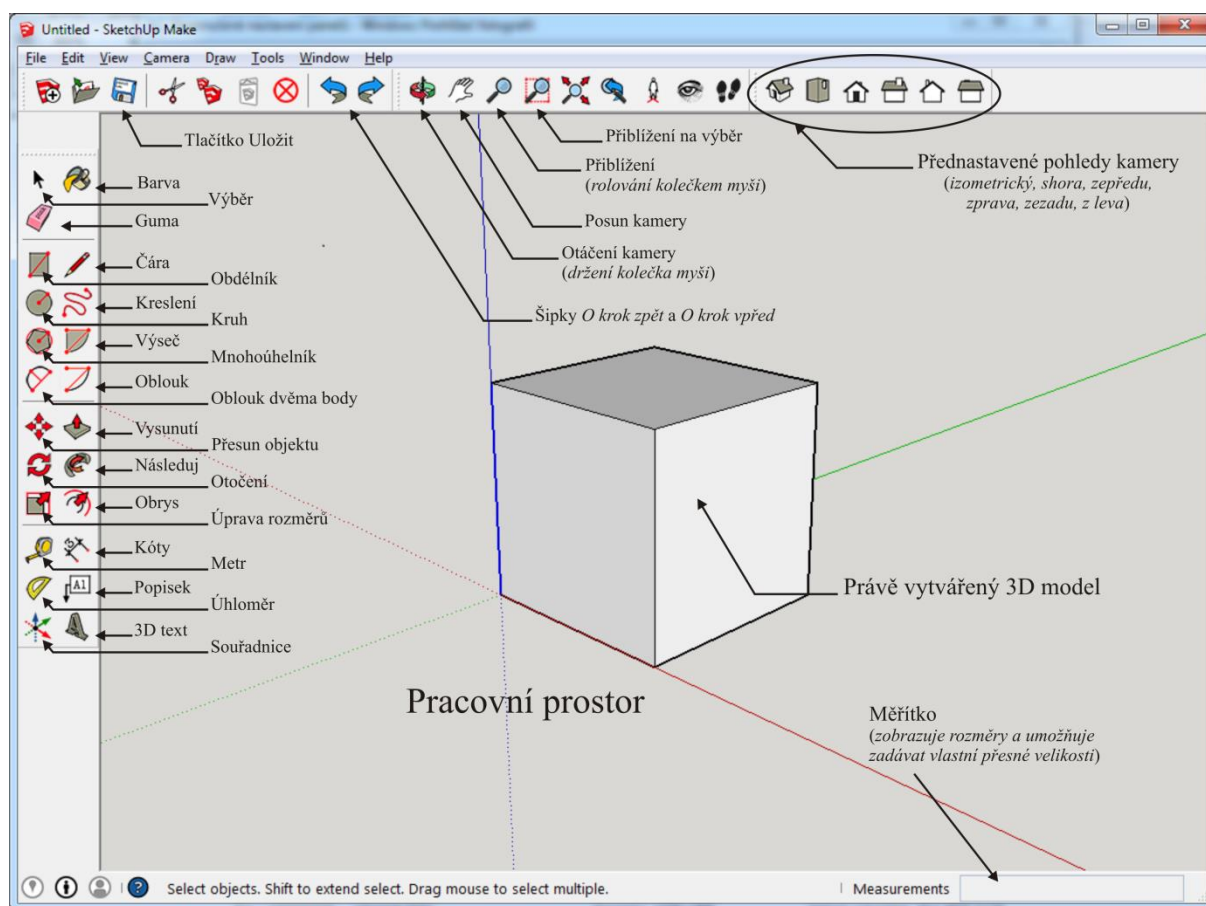 Untitled - SketchUp Make
File Edit View Camera Draw Tools Window Help
Tlačítko Uložit
Přiblížení na výběr
Přiblížení
(rolování kolečkem myší)
Posun kamery
Otáčení kamery
(držení kolečka myší)
Šipky O krok zpět a O krok vpřed
Přednastavené pohledy kamery
(izometrický, shora, zepředu,
zprava, zezadu, z leva)
Barva
Výběr
Guma
Čára
Obdélník
Kreslení
Kruh
Výseč
Mnohoúhelník
Oblouk
Oblouk dvěma body
Vysunutí
Přesun objektu
Následuj
Otočení
Obrys
Úprava rozměrů
Kóty
Metr
A1
Popisek
Úhloměr
3D text
Souřadnice
Právě vytvářený 3D model
Pracovní prostor
Měřítko
(zobrazuje rozměry a umožňuje
zadávat vlastní přesné velikosti)
Select objects. Shift to extend select. Drag mouse to select multiple.
Measurements